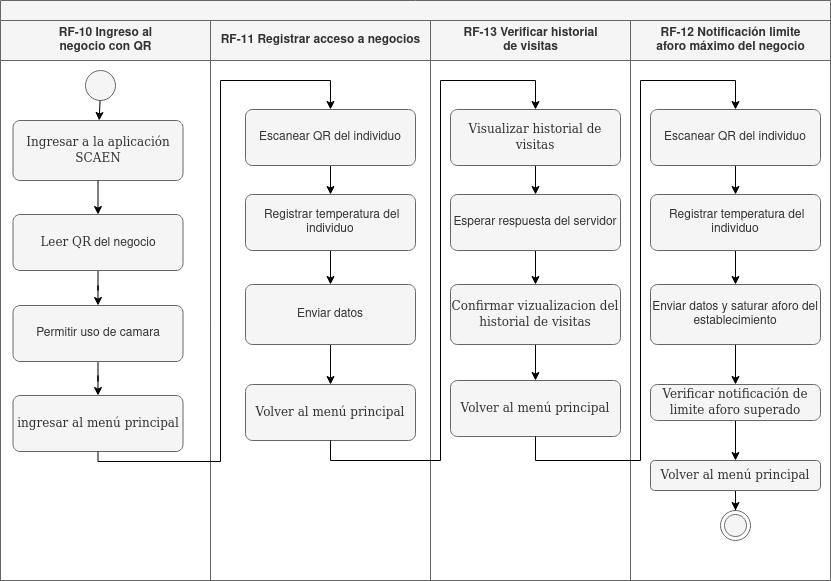 RF-10 Ingreso al
negocio con QR
RF-11 Registrar acceso a negocios
RF-13 Verificar historial
de visitas
RF-12 Notificación limite
aforo máximo del negocio
Ingresar a la aplicación
SCAEN
Leer QR del negocio
Permitir uso de camara
ingresar al menú principal
Escanear QR del individuo
Registrar temperatura del
individuo
Enviar datos
Volver al menú principal
Visualizar historial de
visitas
Esperar respuesta del servidor
Confirmar vizualizacion del
historial de visitas
Volver al menú principal
Escanear QR del individuo
Registrar temperatura del
individuo
Enviar datos y saturar aforo del
establecimiento
Verificar notificación de
limite aforo superado
Volver al menú principal